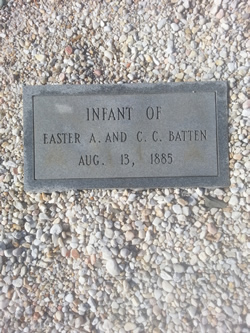 INFANT OF
EASTER A. AND C. C. BATTEN
AUG. 13, 1885